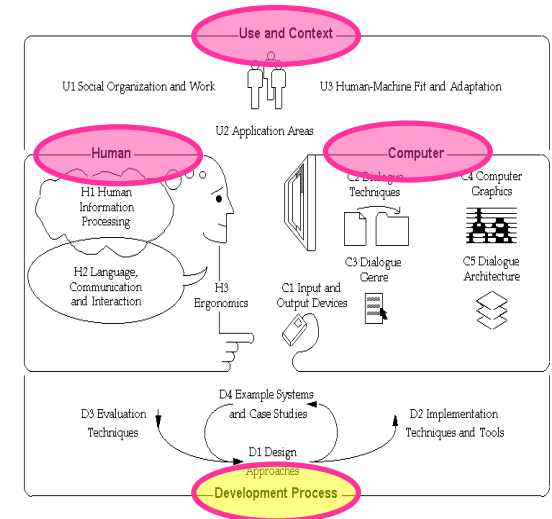 Use and Context
U1 Social Organization and Work
U3 Human-Machine Fit and Adaptation
U2 Application Areas
Human
Computer
H1 Human
Information
Processing
H2 Language,
Communication
and Interaction
H3
Ergonomics
C2 Dialogue
Techniques
C4 Computer
Graphics
C3 Dialogue
Genre
C5 Dialogue
Architecture
C1 Input and
Output Devices
D4 Example Systems
and Case Studies
D3 Evaluation
Techniques
D2 Implementation
Techniques and Tools
D1 Design
Approaches
Development Process